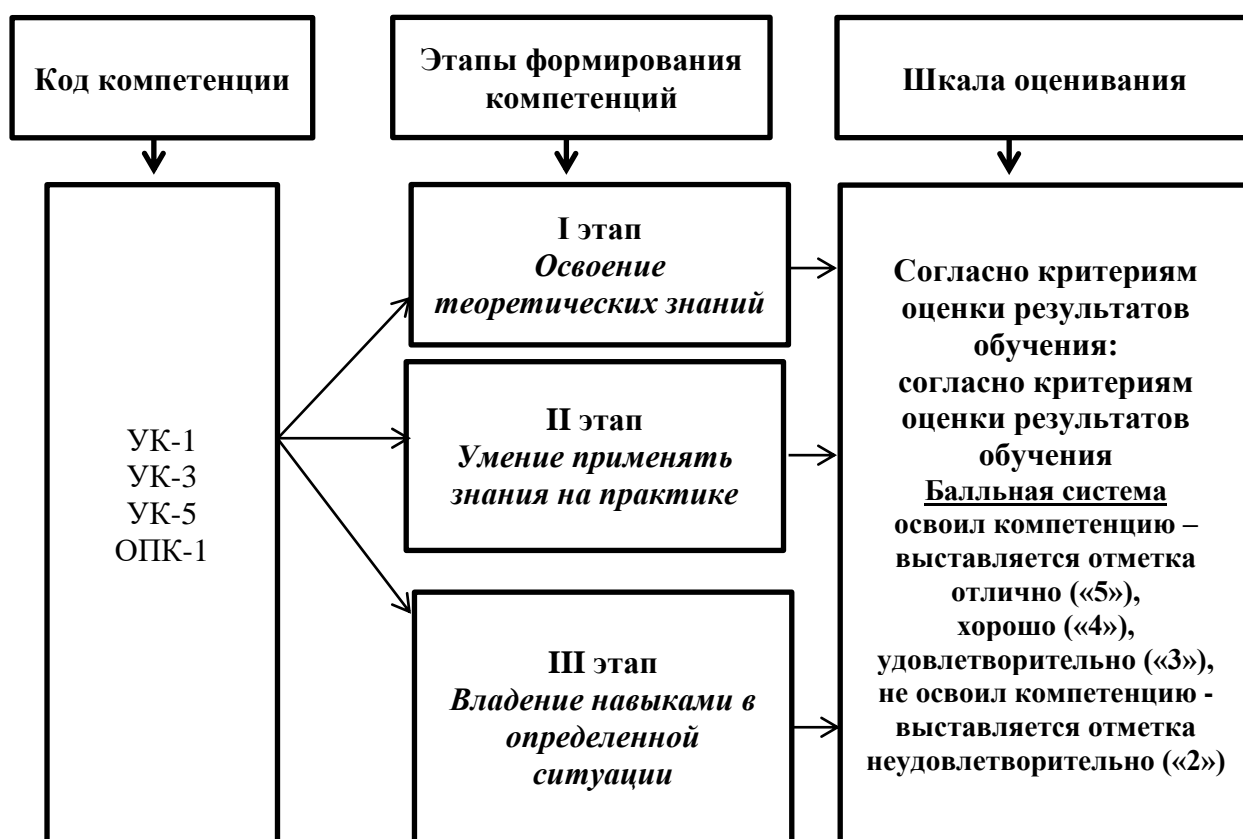 Код компетенции
Этапы формирования
компетенций
Шкала оценивания
УК-1
УК-3
УК-5
ОПК-1
I этап
Освоение
теоретических знаний
II этап
Умение применять
знания на практике
III этап
Владение навыками в
определенной
ситуации
Согласно критериям
оценки результатов
обучения:
согласно критериям
оценки результатов
обучения
Балльная система
освоил компетенцию –
выставляется отметка
отлично («5»),
хорошо («4»),
удовлетворительно («3»),
не освоил компетенцию -
выставляется отметка
неудовлетворительно («2»)